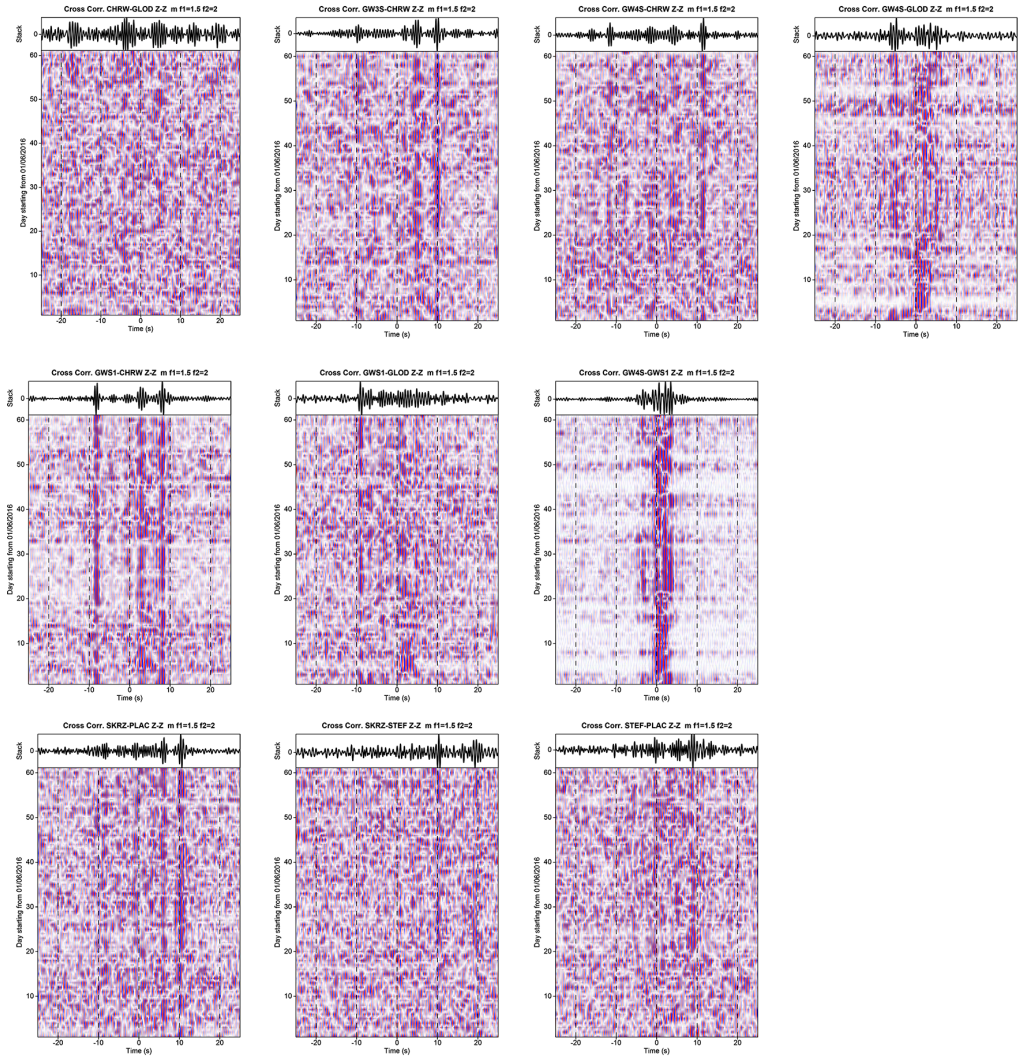 Cross Corr. CHRW-GLOD Z-Z m f1=1.5 f2=2
Stack
0
60
50
40
30
20
10
Day starting from 01/06/2016
-20 -10 0 10 20
Time (s)
Cross Corr. GW3S-CHRW Z-Z m f1=1.5 f2=2
Stack
0
60
50
40
30
20
10
Day starting from 01/06/2016
-20 -10 0 10 20
Time (s)
Cross Corr. GW4S-CHRW Z-Z m f1=1.5 f2=2
Stack
0
60
50
40
30
20
10
Day starting from 01/06/2016
-20 -10 0 10 20
Time (s)
Cross Corr. GW4S-GLOD Z-Z m f1=1.5 f2=2
Stack
0
60
50
40
30
20
10
Day starting from 01/06/2016
-20 -10 0 10 20
Time (s)
Cross Corr. GWS1-CHRW Z-Z m f1=1.5 f2=2
Stack
0
60
50
40
30
20
10
Day starting from 01/06/2016
-20 -10 0 10 20
Time (s)
Cross Corr. GWS1-GLOD Z-Z m f1=1.5 f2=2
Stack
0
60
50
40
30
20
10
Day starting from 01/06/2016
-20 -10 0 10 20
Time (s)
Cross Corr. GW4S-GWS1 Z-Z m f1=1.5 f2=2
Stack
0
60
50
40
30
20
10
Day starting from 01/06/2016
-20 -10 0 10 20
Time (s)
Cross Corr. SKRZ-PLAC Z-Z m f1=1.5 f2=2
Stack
0
60
50
40
30
20
10
Day starting from 01/06/2016
-20 -10 0 10 20
Time (s)
Cross Corr. SKRZ-STEF Z-Z m f1=1.5 f2=2
Stack
0
60
50
40
30
20
10
Day starting from 01/06/2016
-20 -10 0 10 20
Time (s)
Cross Corr. STEF-PLAC Z-Z m f1=1.5 f2=2
Stack
0
60
50
40
30
20
10
Day starting from 01/06/2016
-20 -10 0 10 20
Time (s)